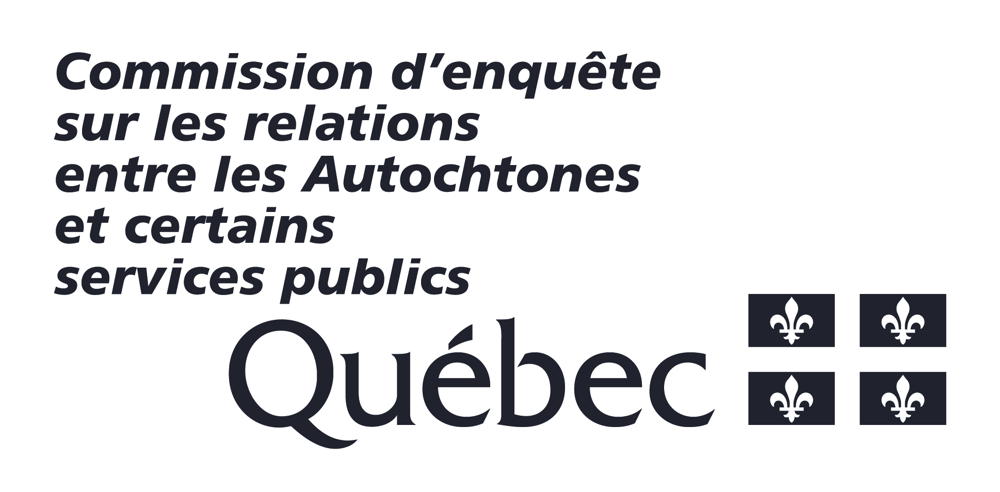 Commission d’enquête
sur les relations
entre les Autochtones
et certains
services publics
Québec